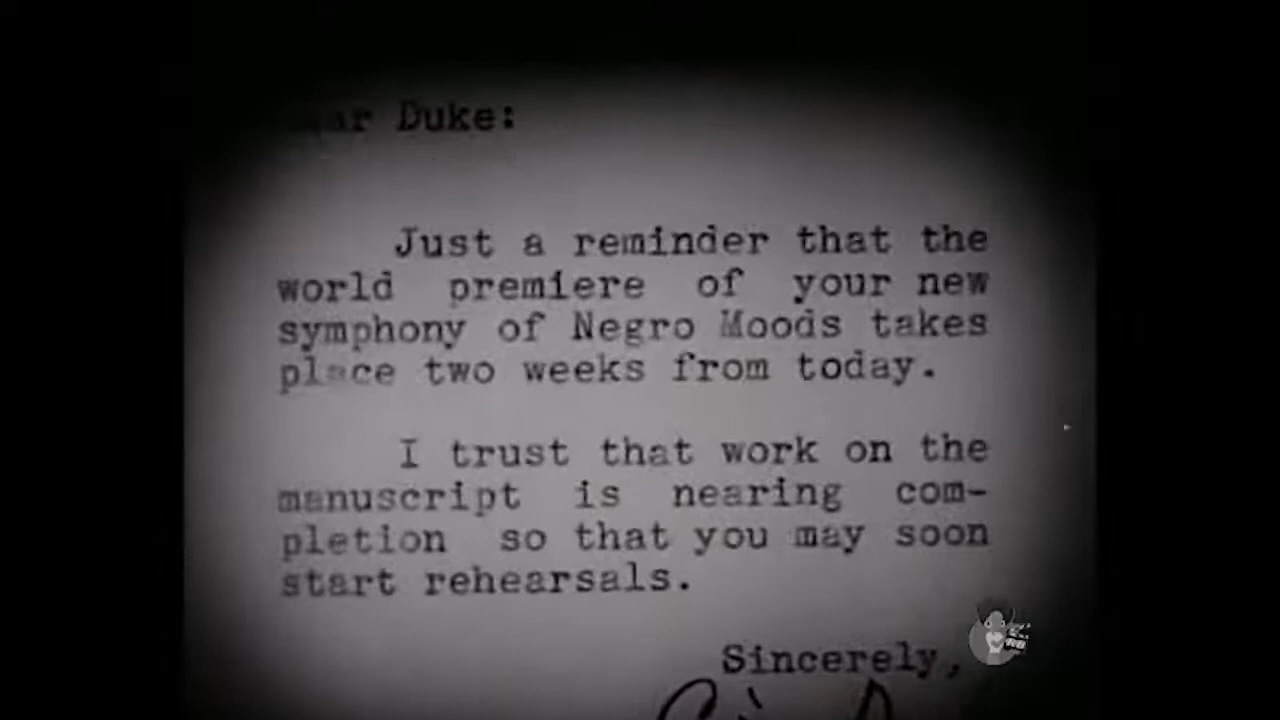 Dear Duke:
Just a reminder that the
world premiere of your new
symphony of Negro Moods takes
place two weeks from today.
I trust that work on the
manuscript is nearing com-
pletion so that you may soon
start rehearsals.
Sincerely,